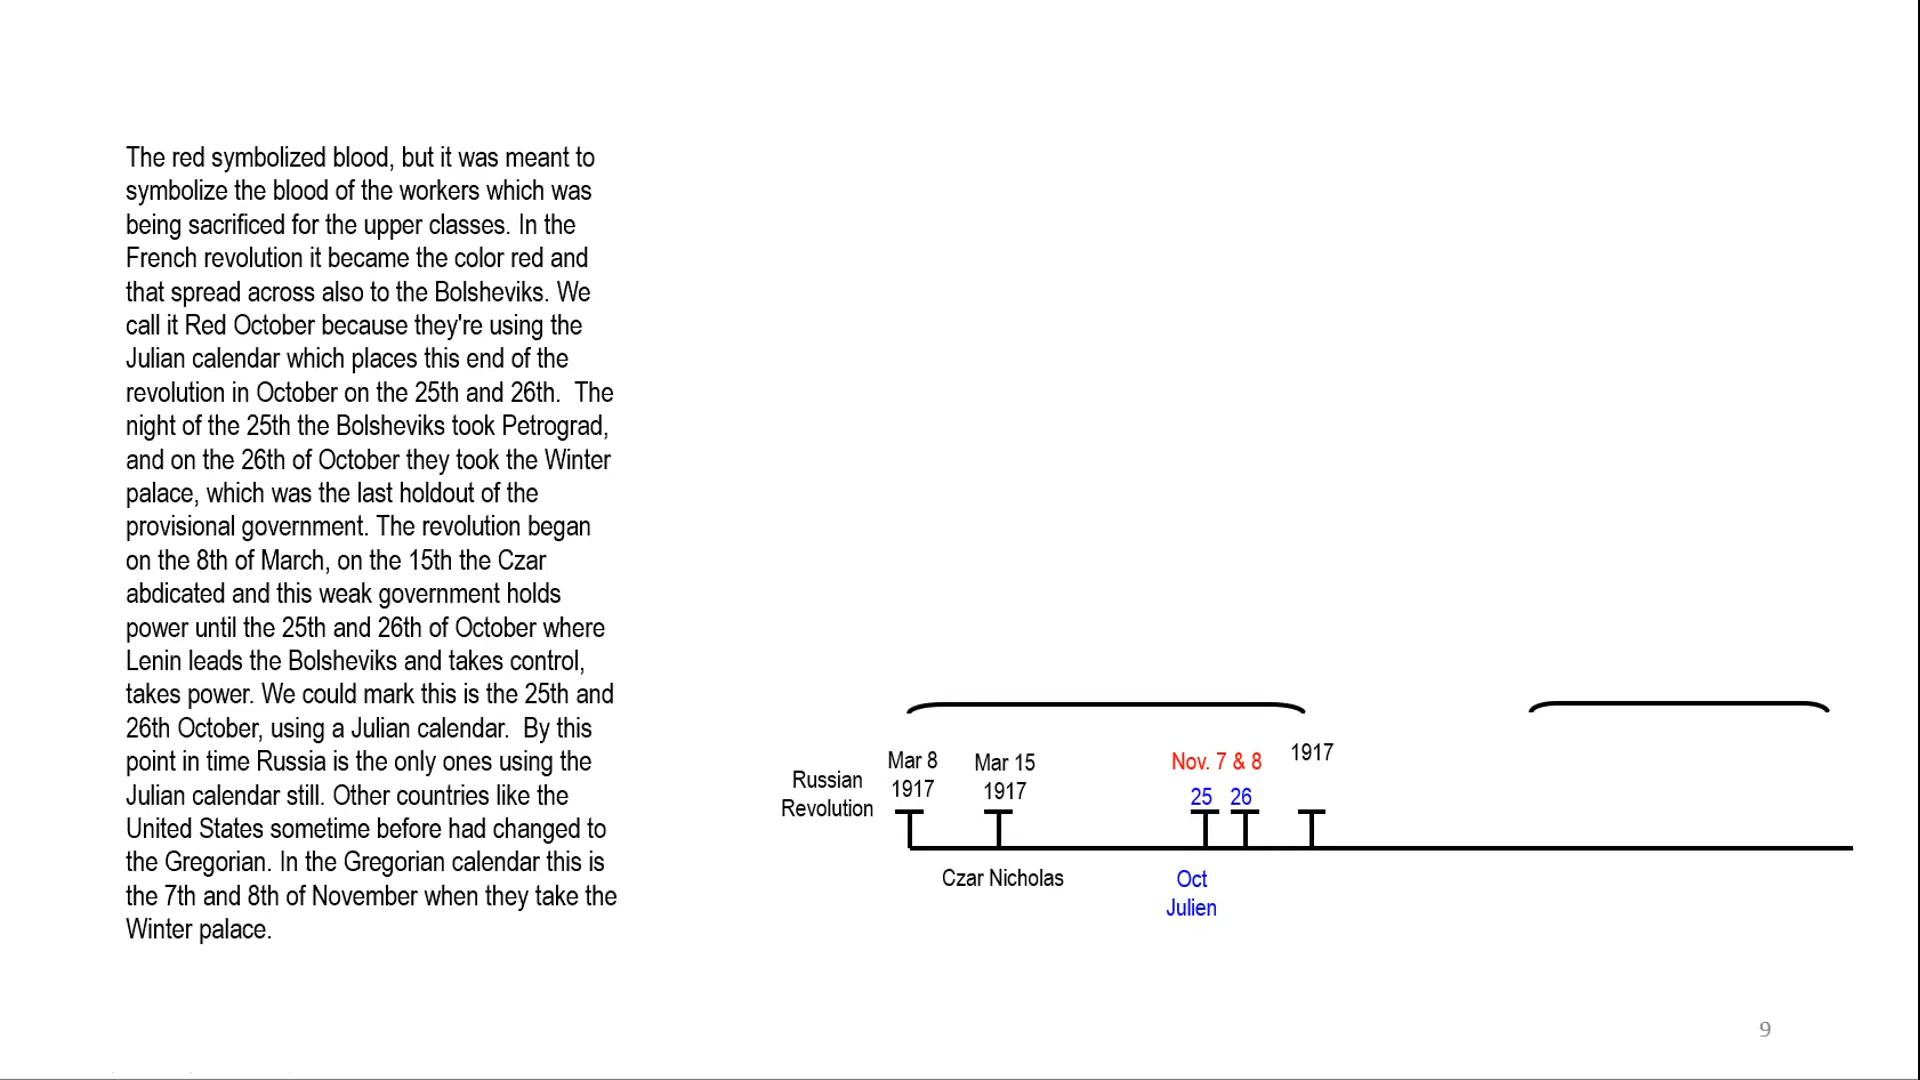 The red symbolized blood, but it was meant to
symbolize the blood of the workers which was
being sacrificed for the upper classes. In the
French revolution it became the color red and
that spread across also to the Bolsheviks. We
call it Red October because they're using the
Julian calendar which places this end of the
revolution in October on the 25th and 26th.  The
night of the 25th the Bolsheviks took Petrograd,
and on the 26th of October they took the Winter
palace, which was the last holdout of the
provisional government. The revolution began
on the 8th of March, on the 15th the Czar
abdicated and this weak government holds
power until the 25th and 26th of October where
Lenin leads the Bolsheviks and takes control,
takes power. We could mark this is the 25th and
26th October, using a Julian calendar.  By this
point in time Russia is the only ones using the
Julian calendar still. Other countries like the
United States sometime before had changed to
the Gregorian. In the Gregorian calendar this is
the 7th and 8th of November when they take the
Winter palace.
Russian
Revolution
Mar 8
1917
Mar 15
1917
Nov. 7 & 8
25 26
1917
Czar Nicholas
Oct
Julien
9